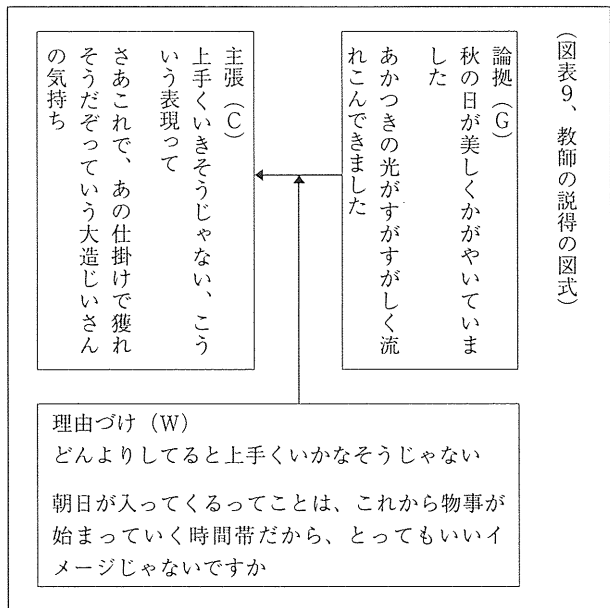 （図表９、教師の説得の図式）
論拠（G）
秋の日が美しくかがやいていま
した
あかつきの光がすがすがしく流
れこんできました
主張（C）
上手くいきそうじゃない、こう
いう表現って
さあこれで、あの仕掛けで獲れ
そうだぞっていう大造じいさん
の気持ち
理由づけ（W）
どんよりしてると上手くいかなそうじゃない
朝日が入ってくるってことは、これから物事が
始まっていく時間帯だから、とってもいいイ
メージじゃないですか